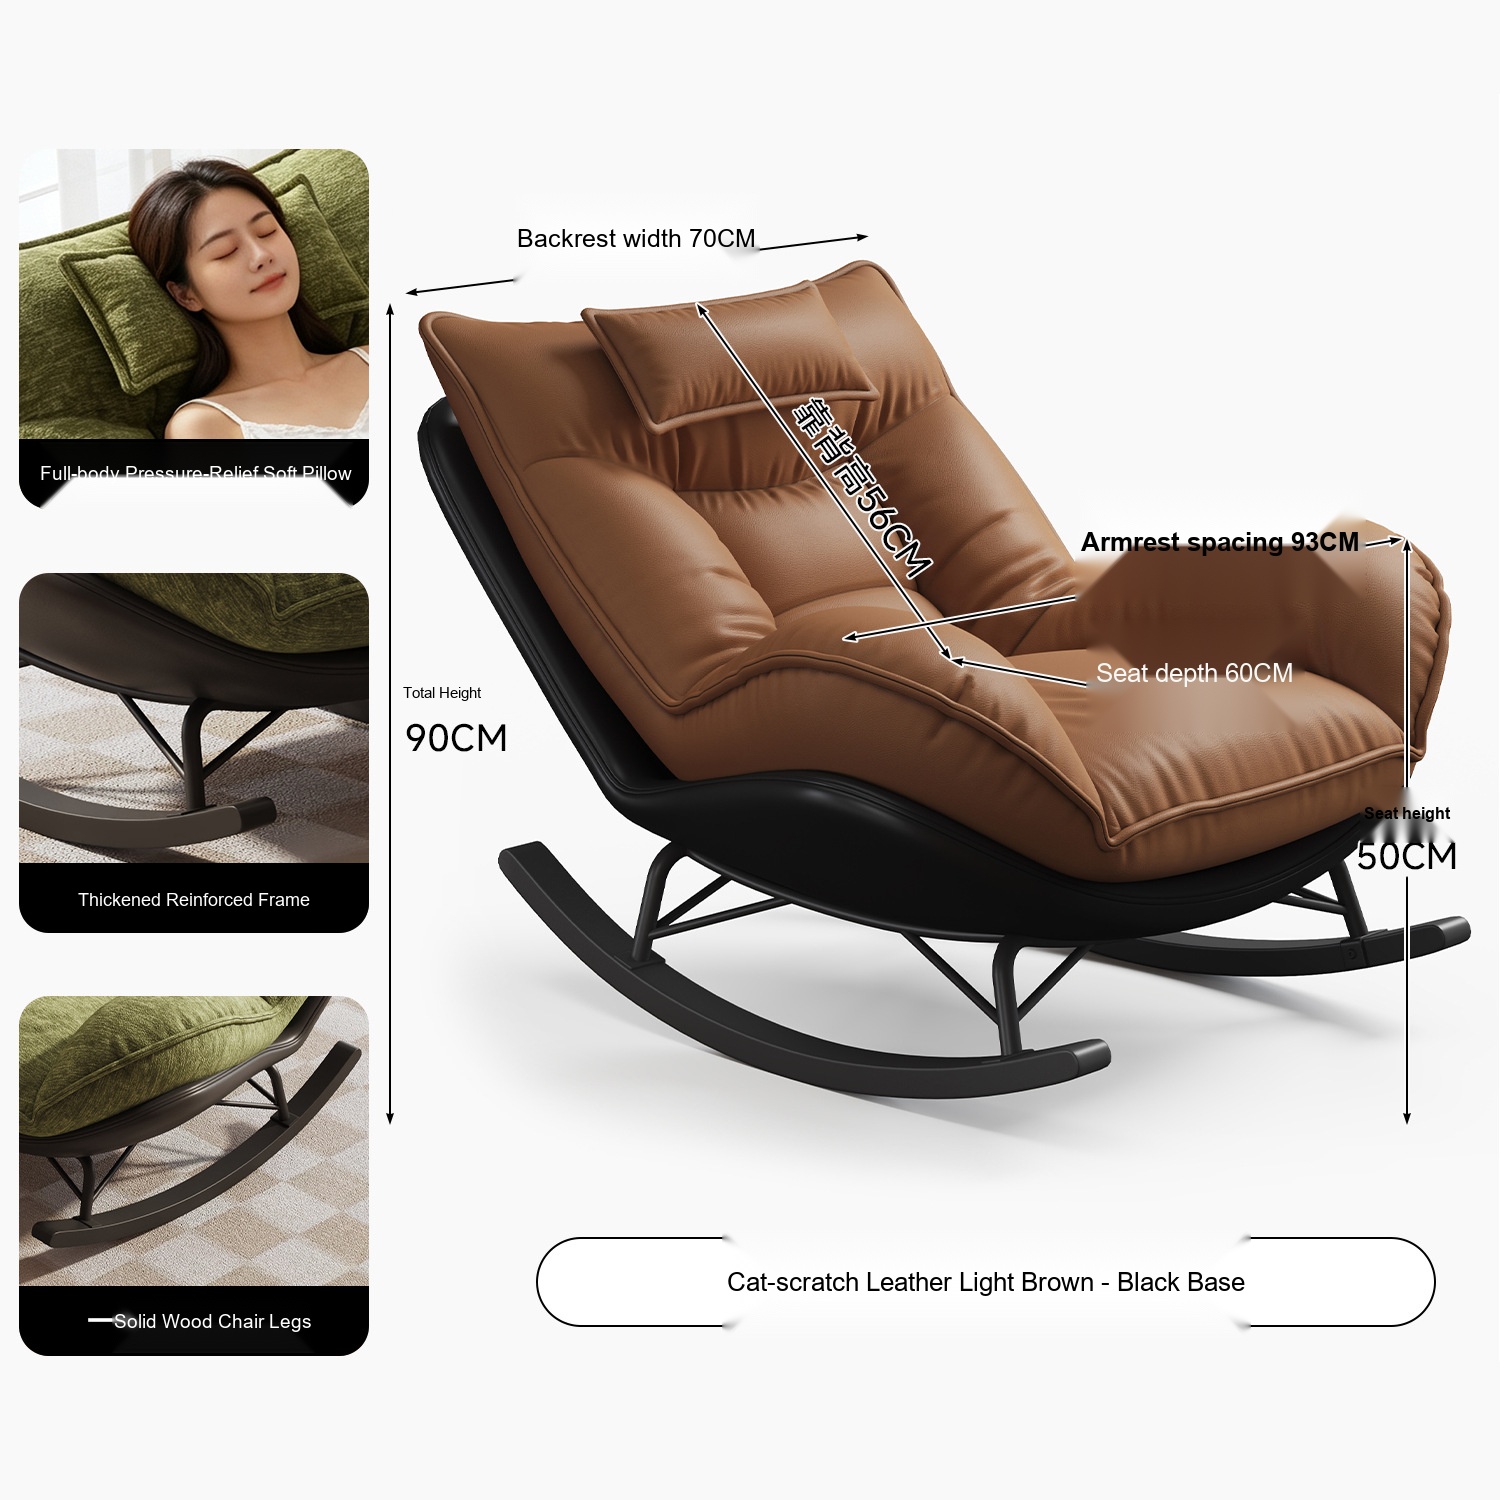 Backrest width 70CM
靠背高56CM
Armrest spacing 93CM
Seat depth 60CM
Total Height
90CM
Seat height
50CM
Full-body Pressure-Relief Soft Pillow
Thickened Reinforced Frame
Solid Wood Chair Legs
Cat-scratch Leather Light Brown - Black Base